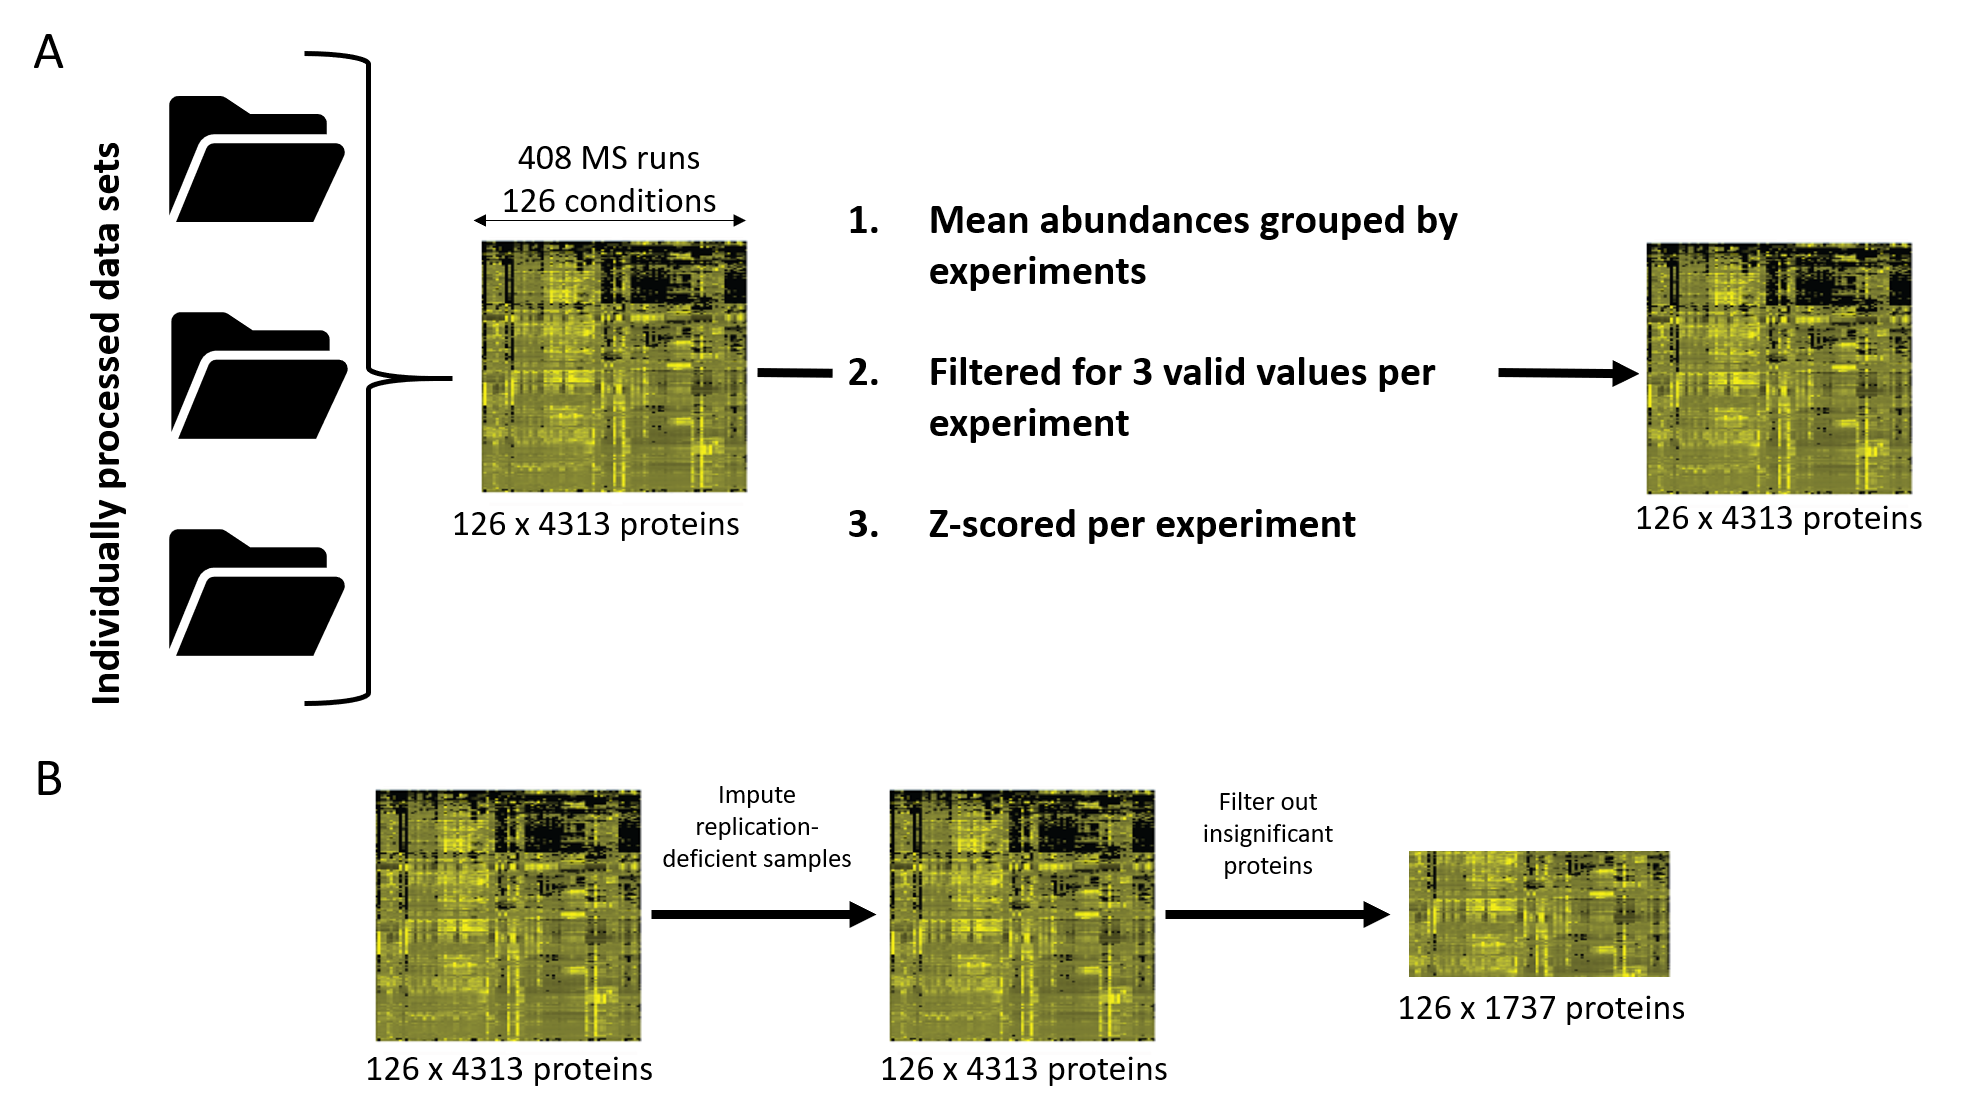 A
Individually processed data sets
408 MS runs
126 conditions
126 x 4313 proteins
1. Mean abundances grouped by
experiments
2. Filtered for 3 valid values per
experiment
3. Z-scored per experiment
126 x 4313 proteins
B
126 x 4313 proteins
Impute
replication-
deficient samples
126 x 4313 proteins
Filter out
insignificant
proteins
126 x 1737 proteins